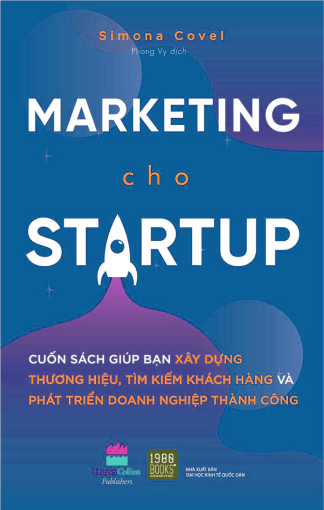 Simona Covel
Phong Vy dịch
MARKETING
cho
STARTUP
CUỐN SÁCH GIÚP BẠN XÂY DỰNG
THƯƠNG HIỆU, TÌM KIẾM KHÁCH HÀNG VÀ
PHÁT TRIỂN DOANH NGHIỆP THÀNH CÔNG
HarperCollins
Publishers
1980
BOOKS
NHÀ XUẤT BẢN
ĐẠI HỌC KINH TẾ QUỐC DÂN